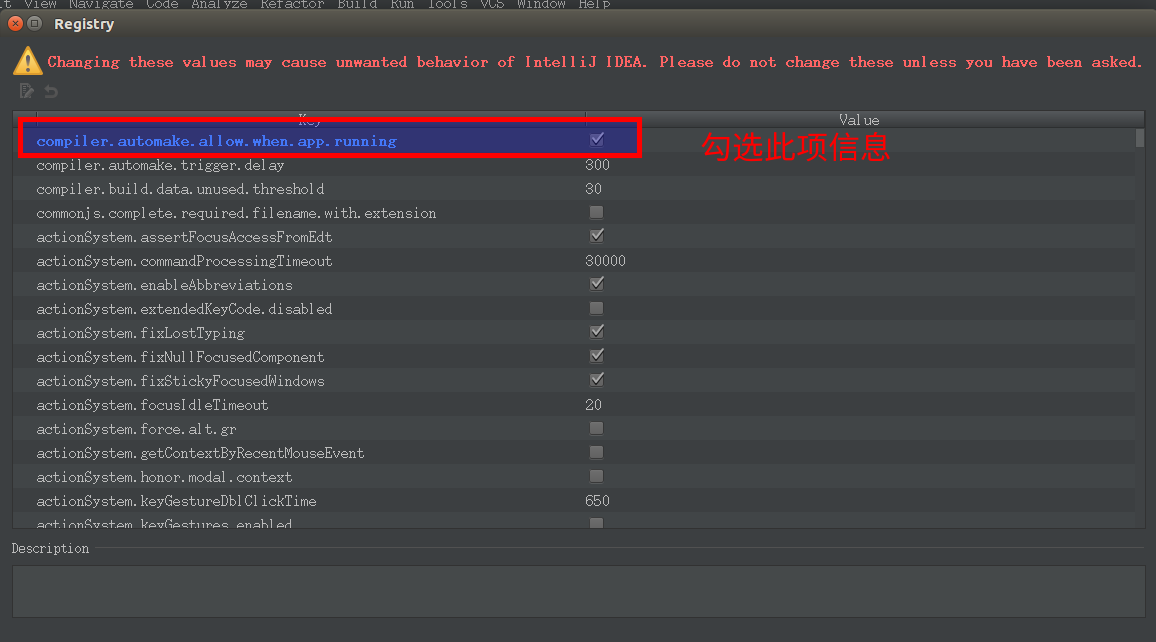 View Navigate Code Analyze Refactor Build Run Tools VCS Window Help
Registry
Changing these values may cause unwanted behavior of IntelliJ IDEA. Please do not change these unless you have been asked.
Key Value
compiler.automake.allow.when.app.running
勾选此项信息
compiler.automake.trigger.delay 300
compiler.build.data.unused.threshold 30
commonjs.complete.required.filename.with.extension
actionSystem.assertFocusAccessFromEdt
actionSystem.commandProcessingTimeout 30000
actionSystem.enableAbbreviations
actionSystem.extendedKeyCode.disabled
actionSystem.fixLostTyping
actionSystem.fixNullFocusedComponent
actionSystem.fixStickyFocusedWindows
actionSystem.focusIdleTimeout 20
actionSystem.force.alt.gr
actionSystem.getContextByRecentMouseEvent
actionSystem.honor.modal.context
actionSystem.keyGestureDblClickTime 650
actionSystem.keyGestures.enabled
Description